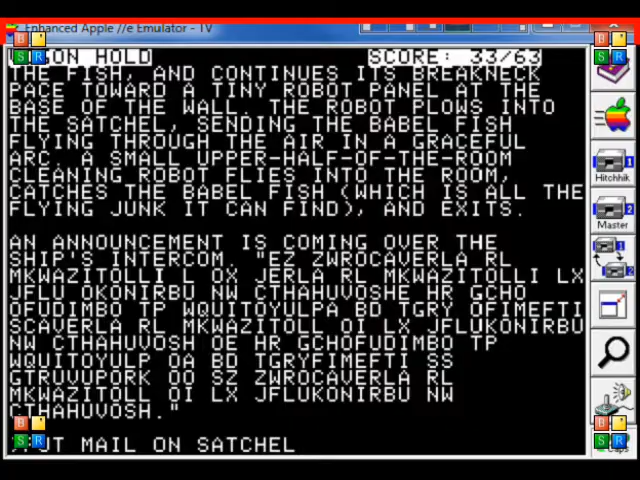 Enhanced Apple //e Emulator - TV
ON HOLD SCORE: 33/63
THE FISH, AND CONTINUES ITS BREAKNECK
PACE TOWARD A TINY ROBOT PANEL AT THE
BASE OF THE WALL. THE ROBOT PLOWS INTO
THE SATCHEL, SENDING THE BABEL FISH
FLYING THROUGH THE AIR IN A GRACEFUL
ARC. A SMALL UPPER-HALF-OF-THE-ROOM
CLEANING ROBOT FLIES INTO THE ROOM,
CATCHES THE BABEL FISH (WHICH IS ALL THE
FLYING JUNK IT CAN FIND), AND EXITS.
AN ANNOUNCEMENT IS COMING OVER THE
SHIP'S INTERCOM. "EZ ZWROCAVERLA RL
MKWAZITOLLI OX JERLA RL MKWAZITOLLI LX
JFLU OKONIRBU NW CTHAHUVOSHE HR GCHO
OFUDIMBO TP WQUITOYULPA BD TGRY OFIMEFTI
SCAVERLA RL MKWAZITOLL OI LX JFLUKONIRBU
NW CTHAHUVOSH OE HR GCHOFUDIMBO TP
WQUITOYULP OA BD TGRYFIMEFTI SS
GTRUVUPORK OO SZ ZWROCAVERLA RL
MKWAZITOLL OI LX JFLUKONIRBU NW
CTHAHUVOSH."
PUT MAIL ON SATCHEL
Hitchhik
Master
Caps
B
S R
B
S R
B
S R
B
S R